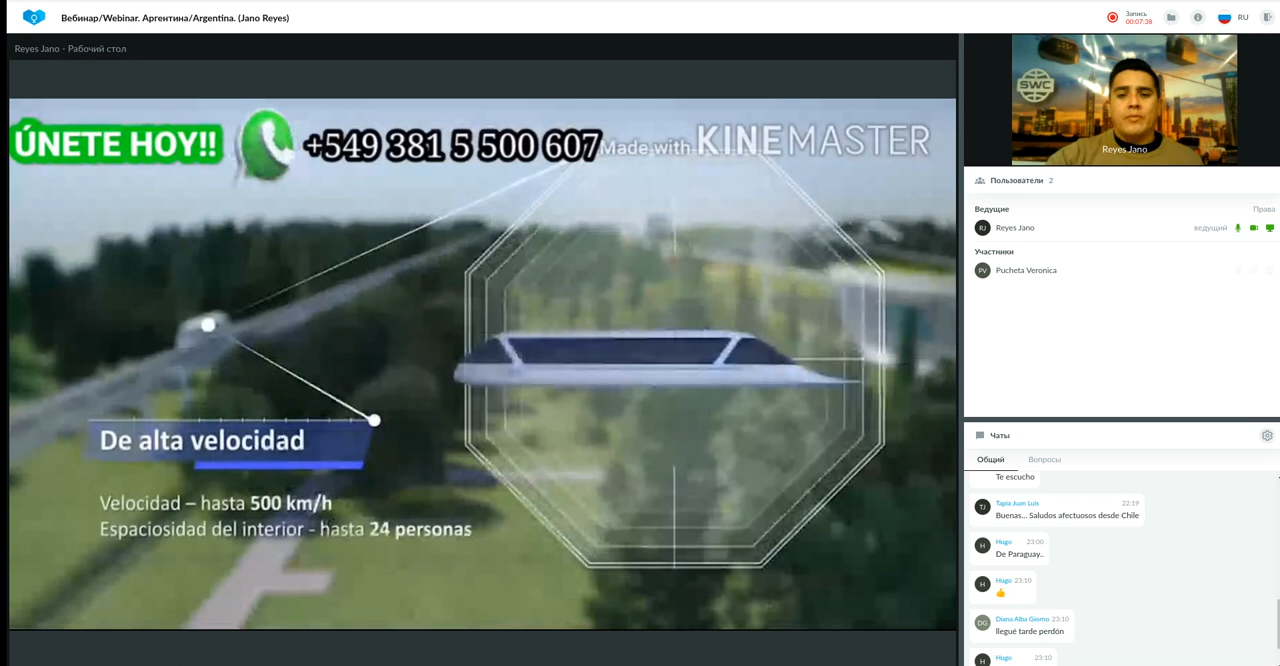 Вебинар/Webinar. Аргентина/Argentina. (Jano Reyes)
Запись
00:07:38
RU
Reyes Jano - Рабочий стол
ÚNETE HOY!!
+549 381 5 500 607
Made with KINEMASTER
De alta velocidad
Velocidad – hasta 500 km/h
Espaciosidad del interior - hasta 24 personas
SWC
Reyes Jano
Пользователи 2
Ведущие Права
RJ Reyes Jano ведущий
Участники
PV Pucheta Veronica
Чаты
Общий Вопросы
Te escucho
TJ Tapia Juan Luis 22:19
Buenas... Saludos afectuosos desde Chile
H Hugo 23:00
De Paraguay..
H Hugo 23:10
👍
DG Diana Alba Giorno 23:10
llegué tarde perdón
H Hugo 23:10